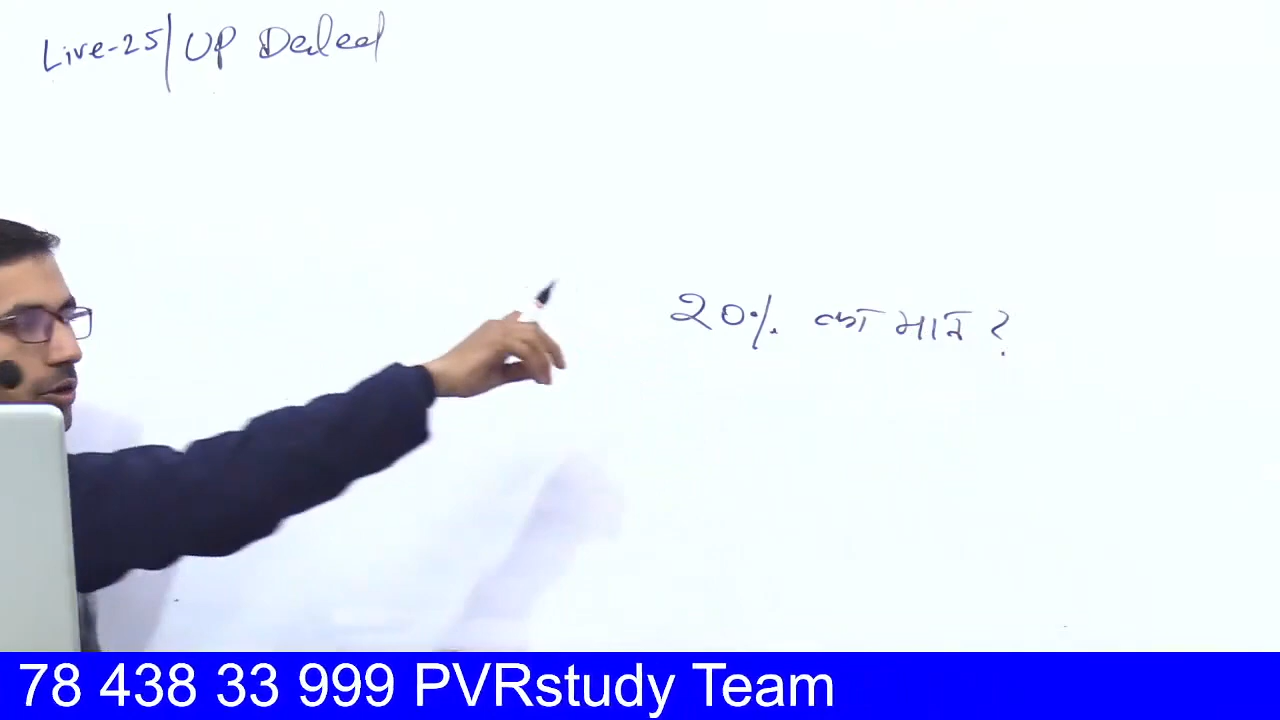 Live-25| UP Deled
20% का मान ?
78 438 33 999 PVRstudy Team